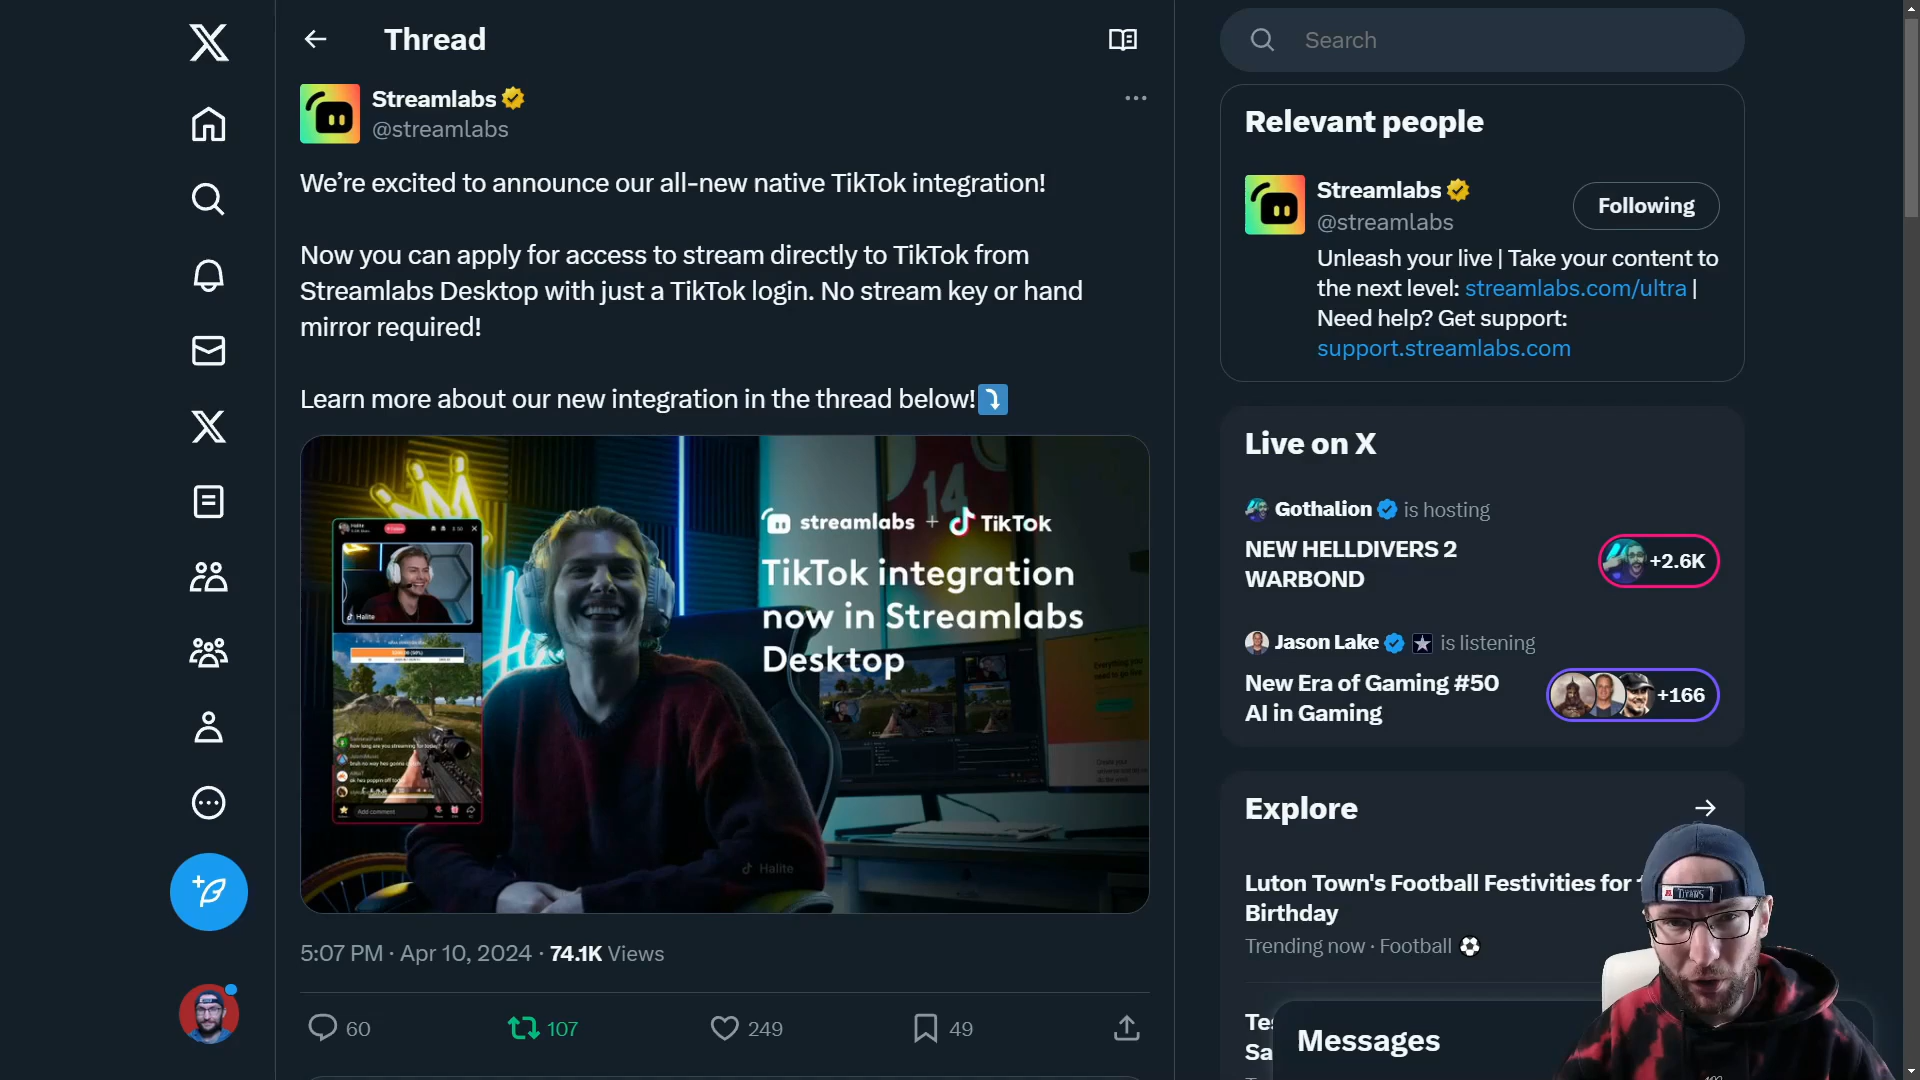 Thread
Streamlabs
@streamlabs
We’re excited to announce our all-new native TikTok integration!
Now you can apply for access to stream directly to TikTok from
Streamlabs Desktop with just a TikTok login. No stream key or hand
mirror required!
Learn more about our new integration in the thread below!
14
streamlabs + TikTok
TikTok integration
now in Streamlabs
Desktop
Halite
Add comment
Halite
5:07 PM · Apr 10, 2024 · 74.1K Views
60
107
249
49
Search
Relevant people
Streamlabs
@streamlabs
Following
Unleash your live | Take your content to
the next level: streamlabs.com/ultra |
Need help? Get support:
support.streamlabs.com
Live on X
Gothalion is hosting
NEW HELLDIVERS 2
WARBOND
+2.6K
Jason Lake is listening
New Era of Gaming #50
AI in Gaming
+166
Explore
Luton Town's Football Festivities for
Birthday
Trending now · Football
Messages